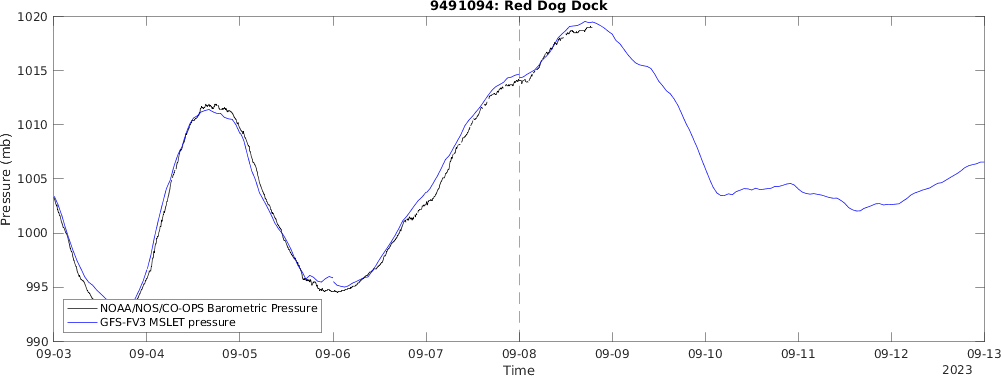 9491094: Red Dog Dock
1020
1015
1010
1005
1000
995
990
Pressure (mb)
NOAA/NOS/CO-OPS Barometric Pressure
GFS-FV3 MSLET pressure
09-03 09-04 09-05 09-06 09-07 09-08 09-09 09-10 09-11 09-12 09-13
Time
2023